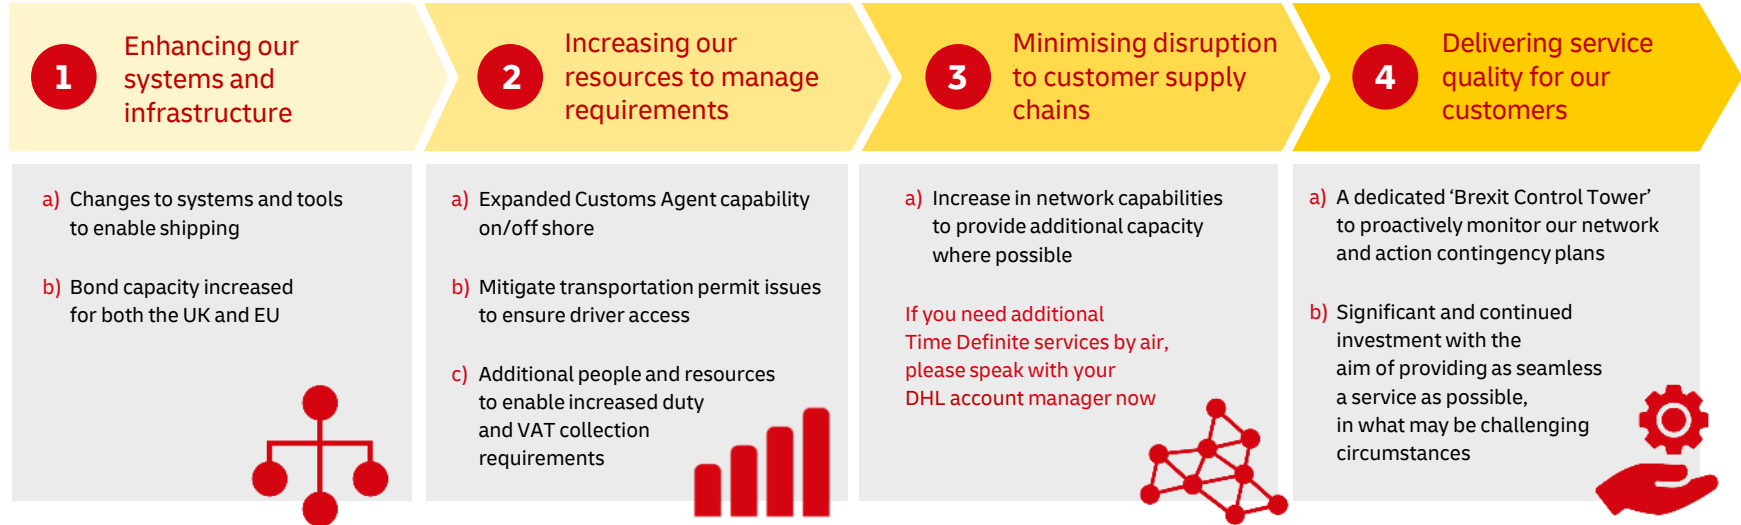 1
Enhancing our
systems and
infrastructure
a) Changes to systems and tools
to enable shipping
b) Bond capacity increased
for both the UK and EU
2
Increasing our
resources to manage
requirements
a) Expanded Customs Agent capability
on/off shore
b) Mitigate transportation permit issues
to ensure driver access
c) Additional people and resources
to enable increased duty
and VAT collection
requirements
3
Minimising disruption
to customer supply
chains
a) Increase in network capabilities
to provide additional capacity
where possible
If you need additional
Time Definite services by air,
please speak with your
DHL account manager now
4
Delivering service
quality for our
customers
a) A dedicated ‘Brexit Control Tower’
to proactively monitor our network
and action contingency plans
b) Significant and continued
investment with the
aim of providing as seamless
a service as possible,
in what may be challenging
circumstances